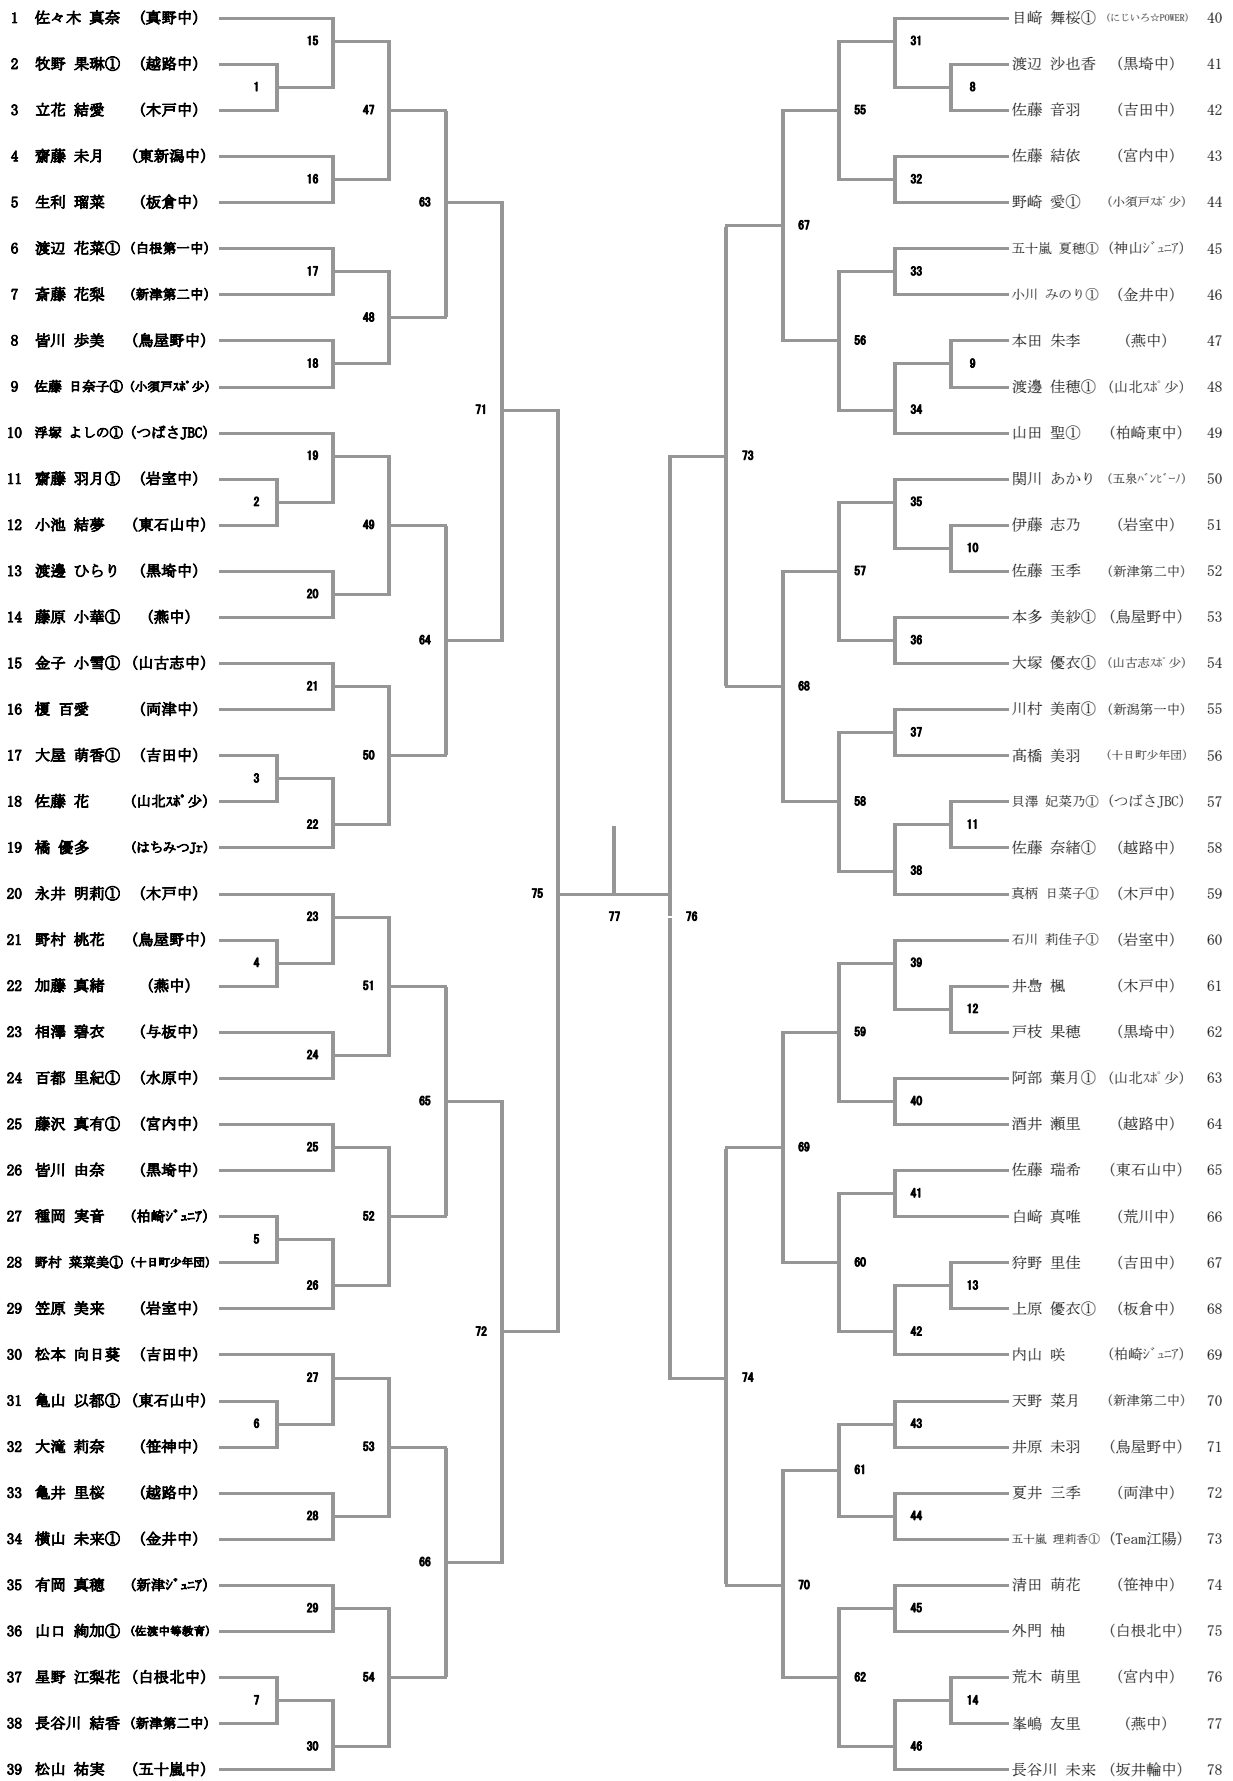 1 佐々木 真奈 (真野中)
2 牧野 果琳① (越路中)
3 立花 結愛 (木戸中)
4 齋藤 未月 (東新潟中)
5 生利 瑠菜 (板倉中)
6 渡辺 花菜① (白根第一中)
7 斎藤 花梨 (新津第二中)
8 皆川 歩美 (鳥屋野中)
9 佐藤 日奈子① (小須戸ｽﾎﾟ少)
10 浮塚 よしの① (つばさJBC)
11 齋藤 羽月① (岩室中)
12 小池 結夢 (東石山中)
13 渡邊 ひらり (黒埼中)
14 藤原 小華① (燕中)
15 金子 小雪① (山古志中)
16 榎 百愛 (両津中)
17 大屋 萌香① (吉田中)
18 佐藤 花 (山北ｽﾎﾟ少)
19 橘 優多 (はちみつJr)
20 永井 明莉① (木戸中)
21 野村 桃花 (鳥屋野中)
22 加藤 真緒 (燕中)
23 相澤 碧衣 (与板中)
24 百都 里紀① (水原中)
25 藤沢 真有① (宮内中)
26 皆川 由奈 (黒埼中)
27 種岡 実音 (柏崎ｼﾞｭﾆｱ)
28 野村 菜菜美① (十日町少年団)
29 笠原 美来 (岩室中)
30 松本 向日葵 (吉田中)
31 亀山 以都① (東石山中)
32 大滝 莉奈 (笹神中)
33 亀井 里桜 (越路中)
34 横山 未来① (金井中)
35 有岡 真穂 (新津ｼﾞｭﾆｱ)
36 山口 絢加① (佐渡中等教育)
37 星野 江梨花 (白根北中)
38 長谷川 結香 (新津第二中)
39 松山 祐実 (五十嵐中)
15
1
47
16
63
17
48
18
71
19
2
49
20
64
21
3
50
22
75
23
4
51
24
65
25
5
52
26
72
27
6
53
28
66
29
7
54
30
77
76
31
8
55
32
67
33
56
9
34
73
35
10
57
36
68
37
58
11
38
39
12
59
40
69
41
60
13
42
74
43
61
44
70
45
62
14
46
目﨑 舞桜① (にじいろ☆POWER) 40
渡辺 沙也香 (黒埼中) 41
佐藤 音羽 (吉田中) 42
佐藤 結依 (宮内中) 43
野崎 愛① (小須戸ｽﾎﾟ少) 44
五十嵐 夏穂① (神山ｼﾞｭﾆｱ) 45
小川 みのり① (金井中) 46
本田 朱李 (燕中) 47
渡邊 佳穂① (山北ｽﾎﾟ少) 48
山田 聖① (柏崎東中) 49
関川 あかり (五泉ﾊﾞﾝﾋﾞｰﾉ) 50
伊藤 志乃 (岩室中) 51
佐藤 玉季 (新津第二中) 52
本多 美紗① (鳥屋野中) 53
大塚 優衣① (山古志ｽﾎﾟ少) 54
川村 美南① (新潟第一中) 55
髙橋 美羽 (十日町少年団) 56
貝澤 妃菜乃① (つばさJBC) 57
佐藤 奈緒① (越路中) 58
真柄 日菜子① (木戸中) 59
石川 莉佳子① (岩室中) 60
井㠀 楓 (木戸中) 61
戸枝 果穂 (黒埼中) 62
阿部 葉月① (山北ｽﾎﾟ少) 63
酒井 瀬里 (越路中) 64
佐藤 瑞希 (東石山中) 65
白﨑 真唯 (荒川中) 66
狩野 里佳 (吉田中) 67
上原 優衣① (板倉中) 68
内山 咲 (柏崎ｼﾞｭﾆｱ) 69
天野 菜月 (新津第二中) 70
井原 未羽 (鳥屋野中) 71
夏井 三季 (両津中) 72
五十嵐 理莉香① (Team江陽) 73
清田 萌花 (笹神中) 74
外門 柚 (白根北中) 75
荒木 萌里 (宮内中) 76
峯嶋 友里 (燕中) 77
長谷川 未来 (坂井輪中) 78